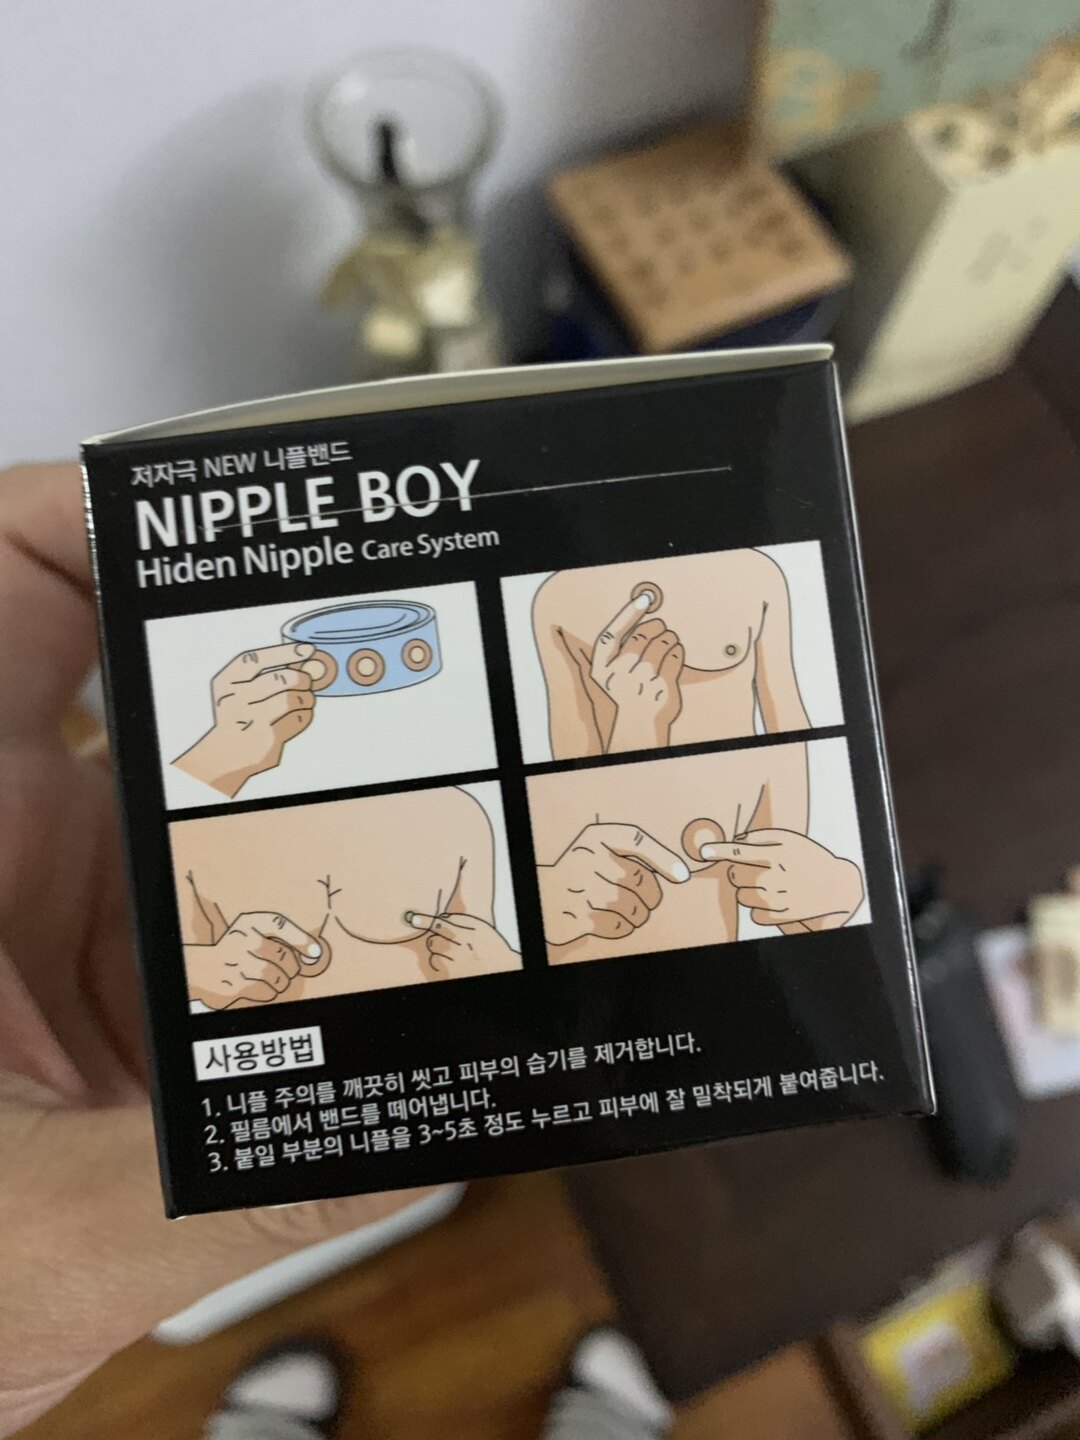 저자극 NEW 니플밴드
NIPPLE BOY
Hiden Nipple Care System
사용방법
1. 니플 주의를 깨끗히 씻고 피부의 습기를 제거합니다.
2. 필름에서 밴드를 떼어냅니다.
3. 붙일 부분의 니플을 3~5초 정도 누르고 피부에 잘 밀착되게 붙여줍니다.